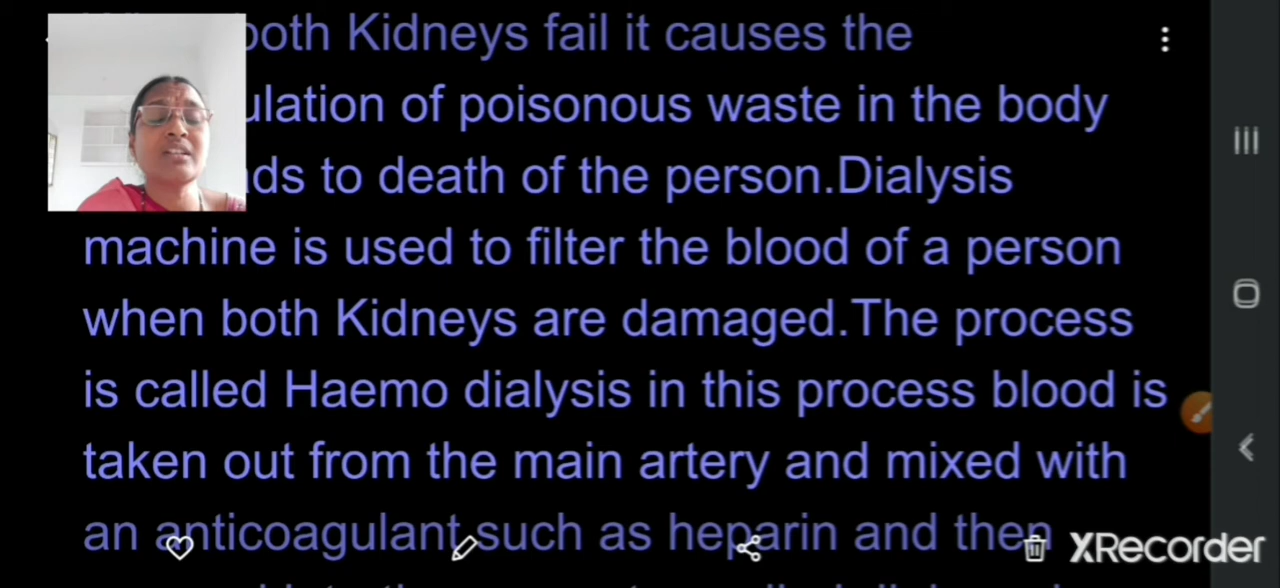 both Kidneys fail it causes the
ulation of poisonous waste in the body
ds to death of the person.Dialysis
machine is used to filter the blood of a person
when both Kidneys are damaged.The process
is called Haemo dialysis in this process blood is
taken out from the main artery and mixed with
an anticoagulant such as heparin and then
XRecorder